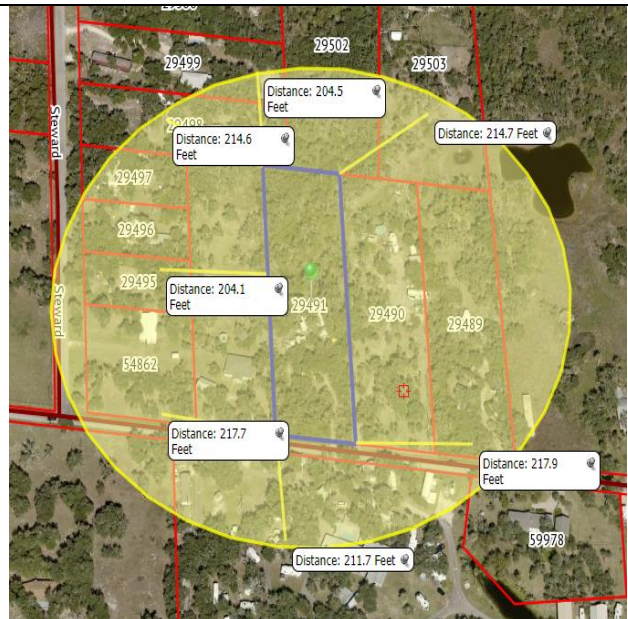 29502
29499
29503
Steward
Distance: 204.5
Feet
29498
Distance: 214.6
Feet
Distance: 214.7 Feet
29497
29496
29495
Distance: 204.1
Feet
29491
29490
29489
Steward
54862
Distance: 217.7
Feet
Distance: 217.9
Feet
59978
Distance: 211.7 Feet